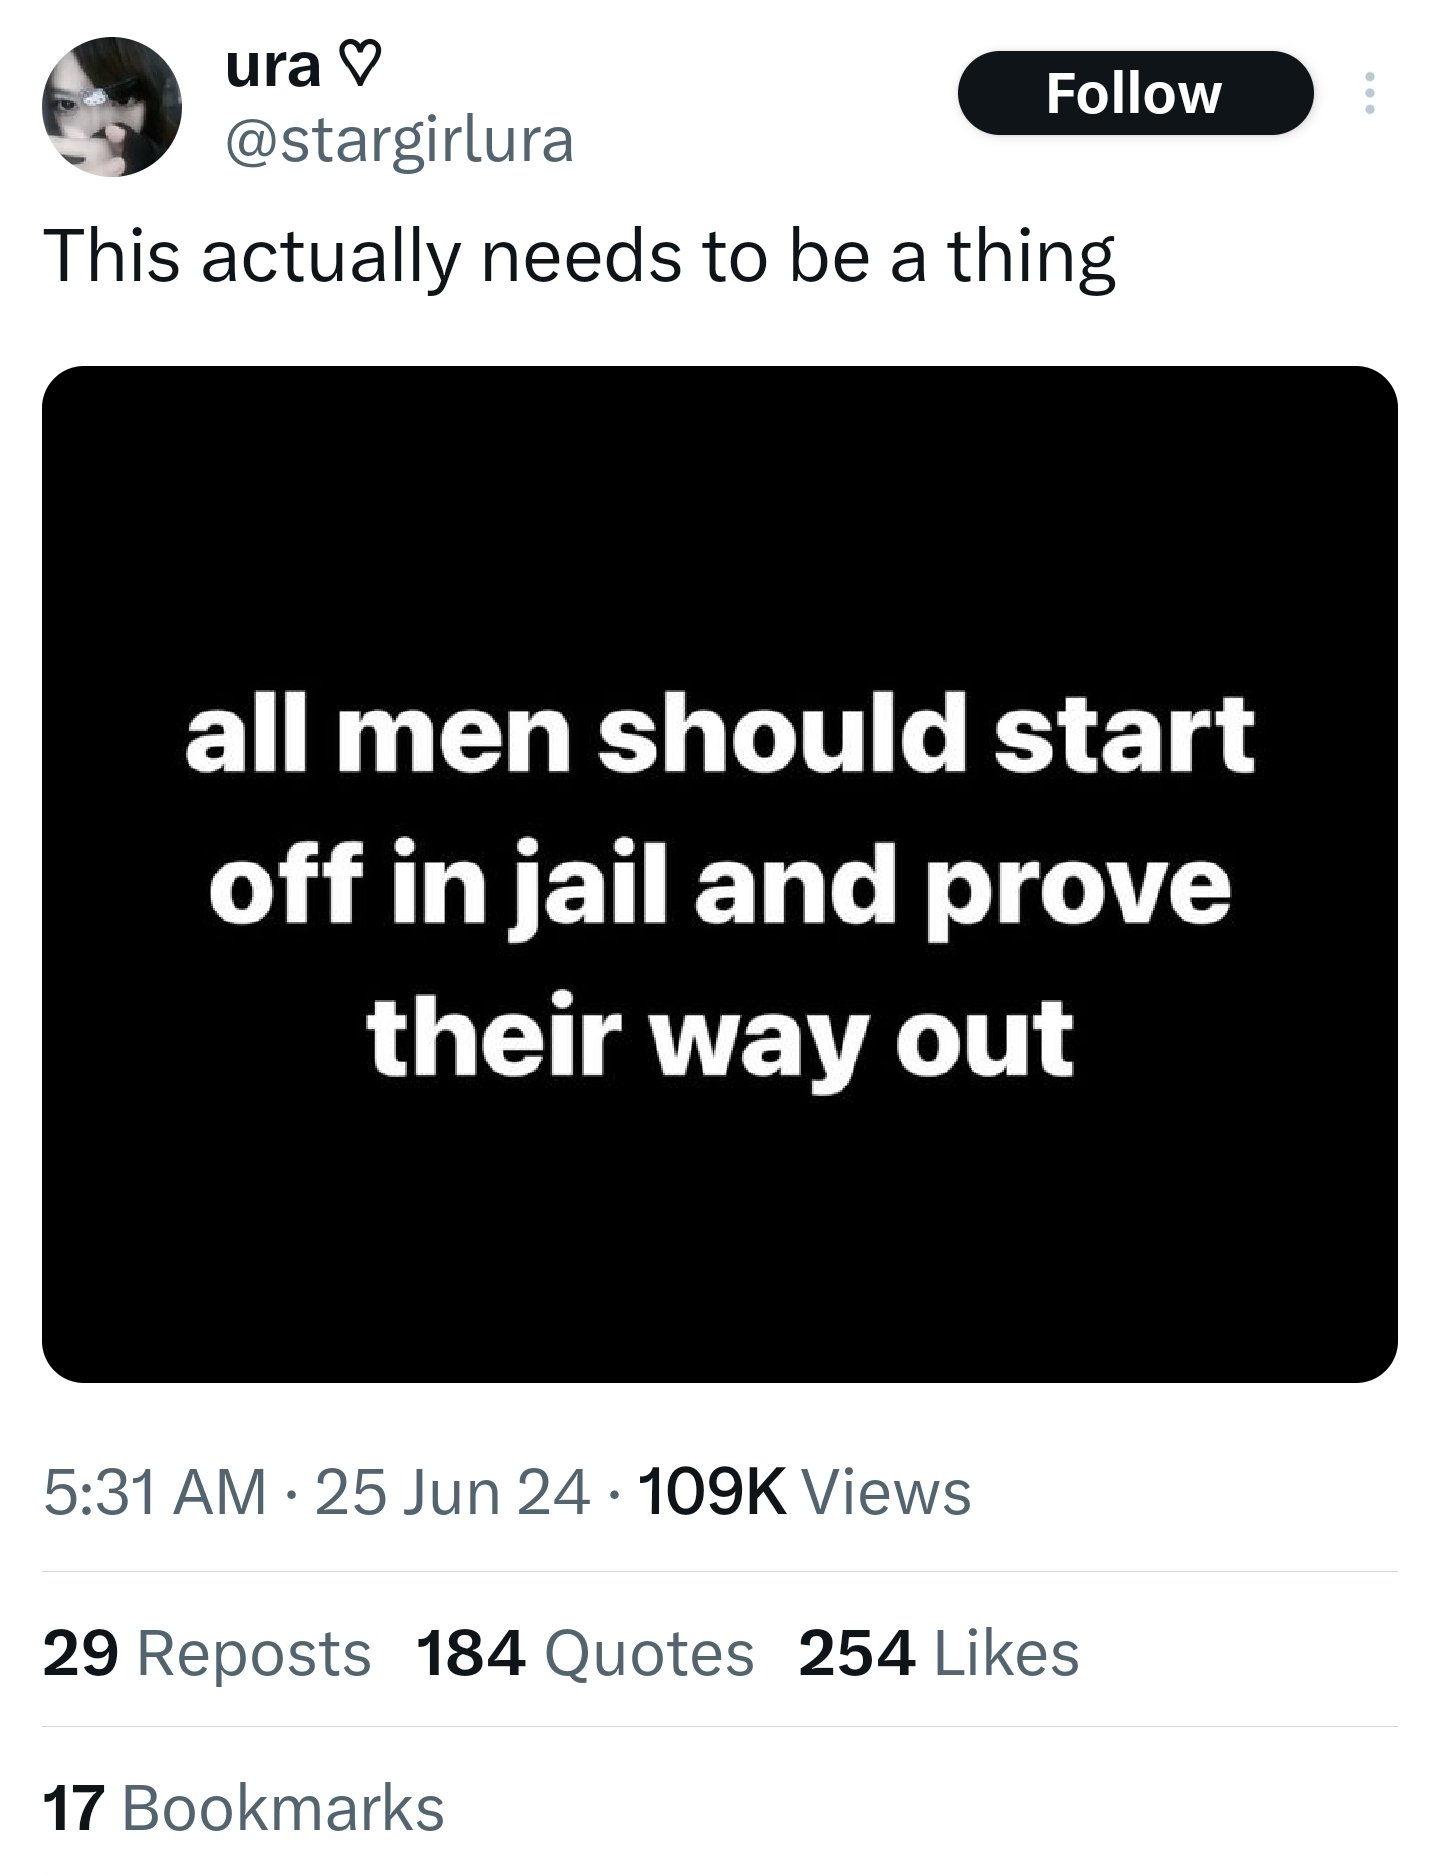 ura ♡
@stargirlura
Follow
This actually needs to be a thing
all men should start
off in jail and prove
their way out
5:31 AM · 25 Jun 24 · 109K Views
29 Reposts 184 Quotes 254 Likes
17 Bookmarks